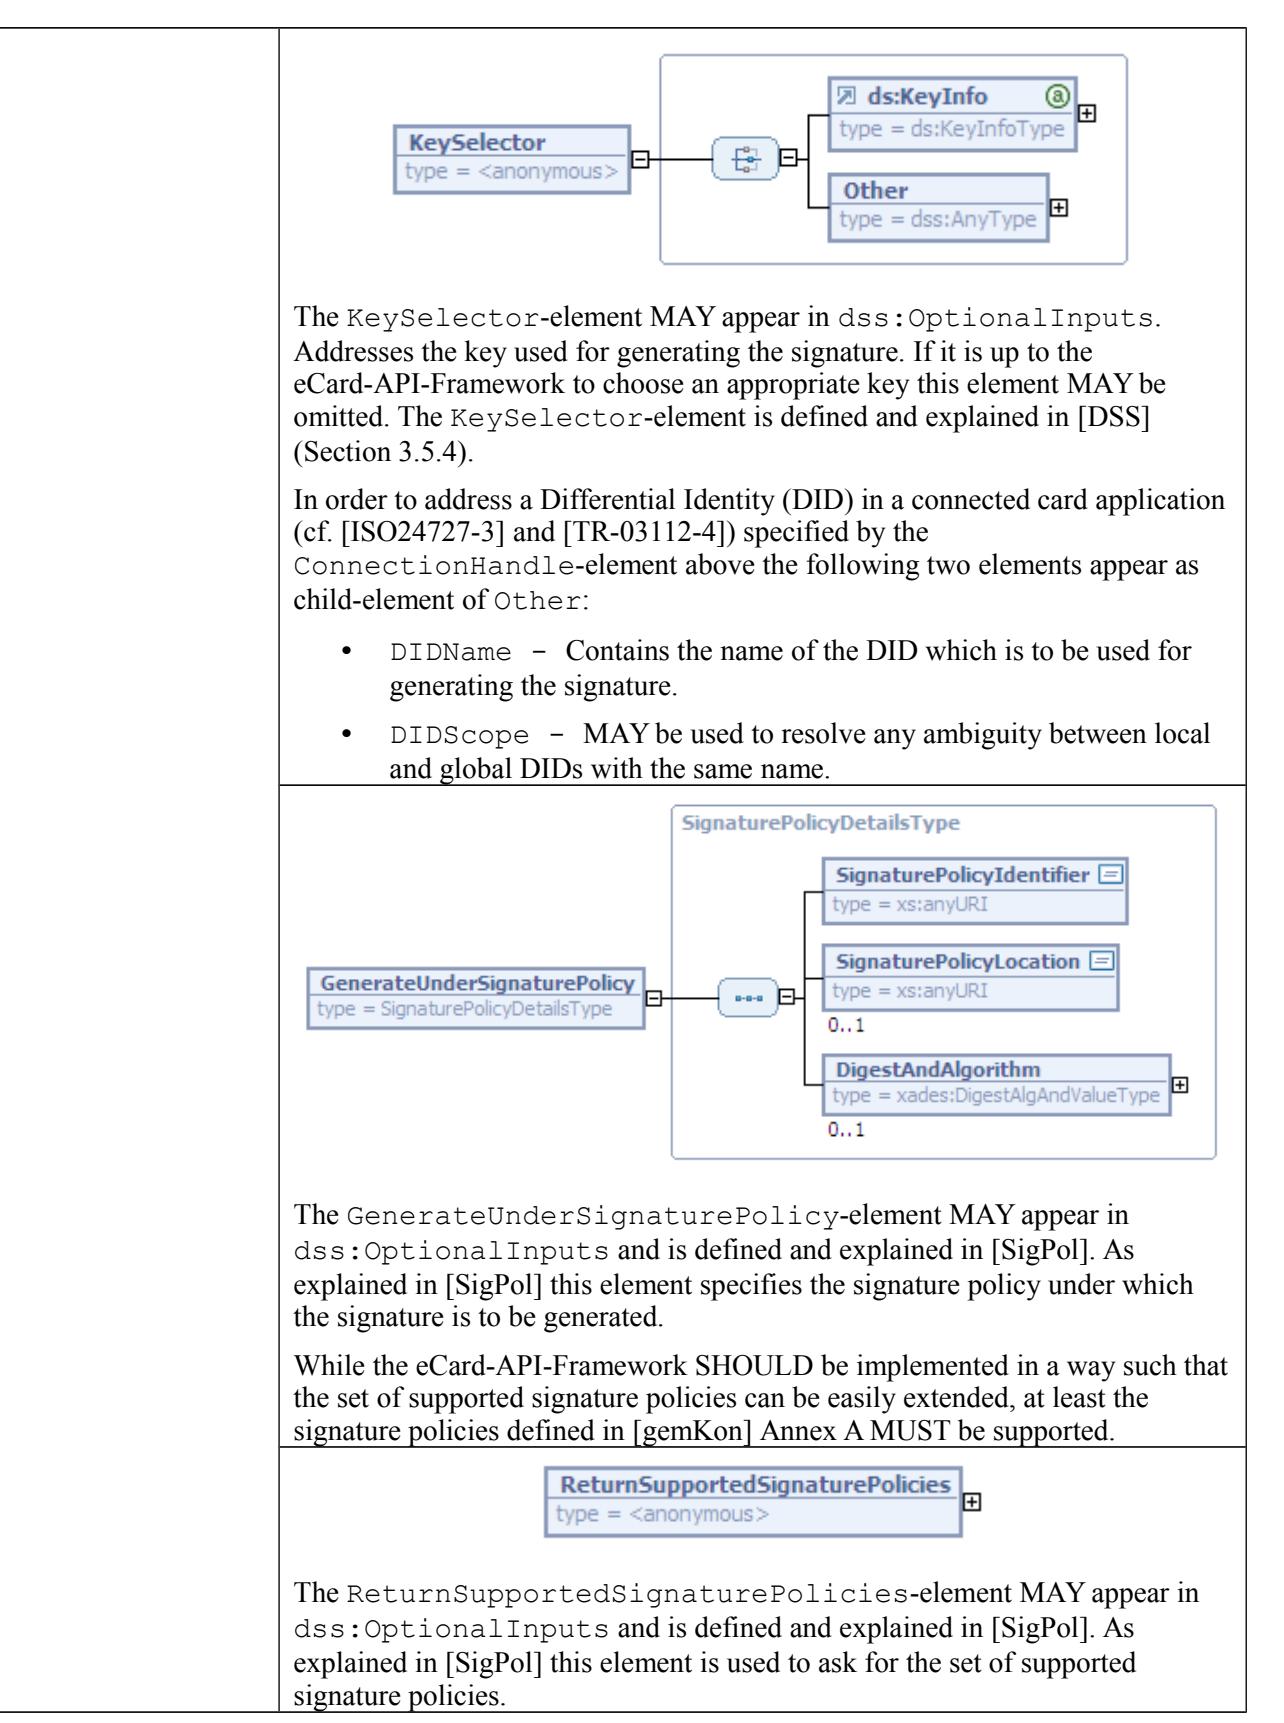 ds:KeyInfo
type = ds:KeyInfoType
KeySelector
type = <anonymous>
Other
type = dss:AnyType
The KeySelector-element MAY appear in dss:OptionalInputs.
Addresses the key used for generating the signature. If it is up to the
eCard-API-Framework to choose an appropriate key this element MAY be
omitted. The KeySelector-element is defined and explained in [DSS]
(Section 3.5.4).
In order to address a Differential Identity (DID) in a connected card application
(cf. [ISO24727-3] and [TR-03112-4]) specified by the
ConnectionHandle-element above the following two elements appear as
child-element of Other:
• DIDName - Contains the name of the DID which is to be used for
generating the signature.
• DIDScope - MAY be used to resolve any ambiguity between local
and global DIDs with the same name.
SignaturePolicyDetailsType
SignaturePolicyIdentifier
type = xs:anyURI
SignaturePolicyLocation
type = xs:anyURI
0..1
GenerateUnderSignaturePolicy
type = SignaturePolicyDetailsType
DigestAndAlgorithm
type = xades:DigestAlgAndValueType
0..1
The GenerateUnderSignaturePolicy-element MAY appear in
dss:OptionalInputs and is defined and explained in [SigPol]. As
explained in [SigPol] this element specifies the signature policy under which
the signature is to be generated.
While the eCard-API-Framework SHOULD be implemented in a way such that
the set of supported signature policies can be easily extended, at least the
signature policies defined in [gemKon] Annex A MUST be supported.
ReturnSupportedSignaturePolicies
type = <anonymous>
The ReturnSupportedSignaturePolicies-element MAY appear in
dss:OptionalInputs and is defined and explained in [SigPol]. As
explained in [SigPol] this element is used to ask for the set of supported
signature policies.